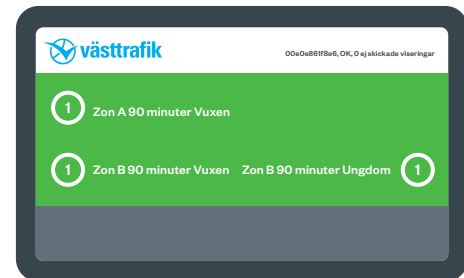 västtrafik
00e0e861f8e6, OK, 0 ej skickade viseringar
1 Zon A 90 minuter Vuxen
1 Zon B 90 minuter Vuxen Zon B 90 minuter Ungdom 1